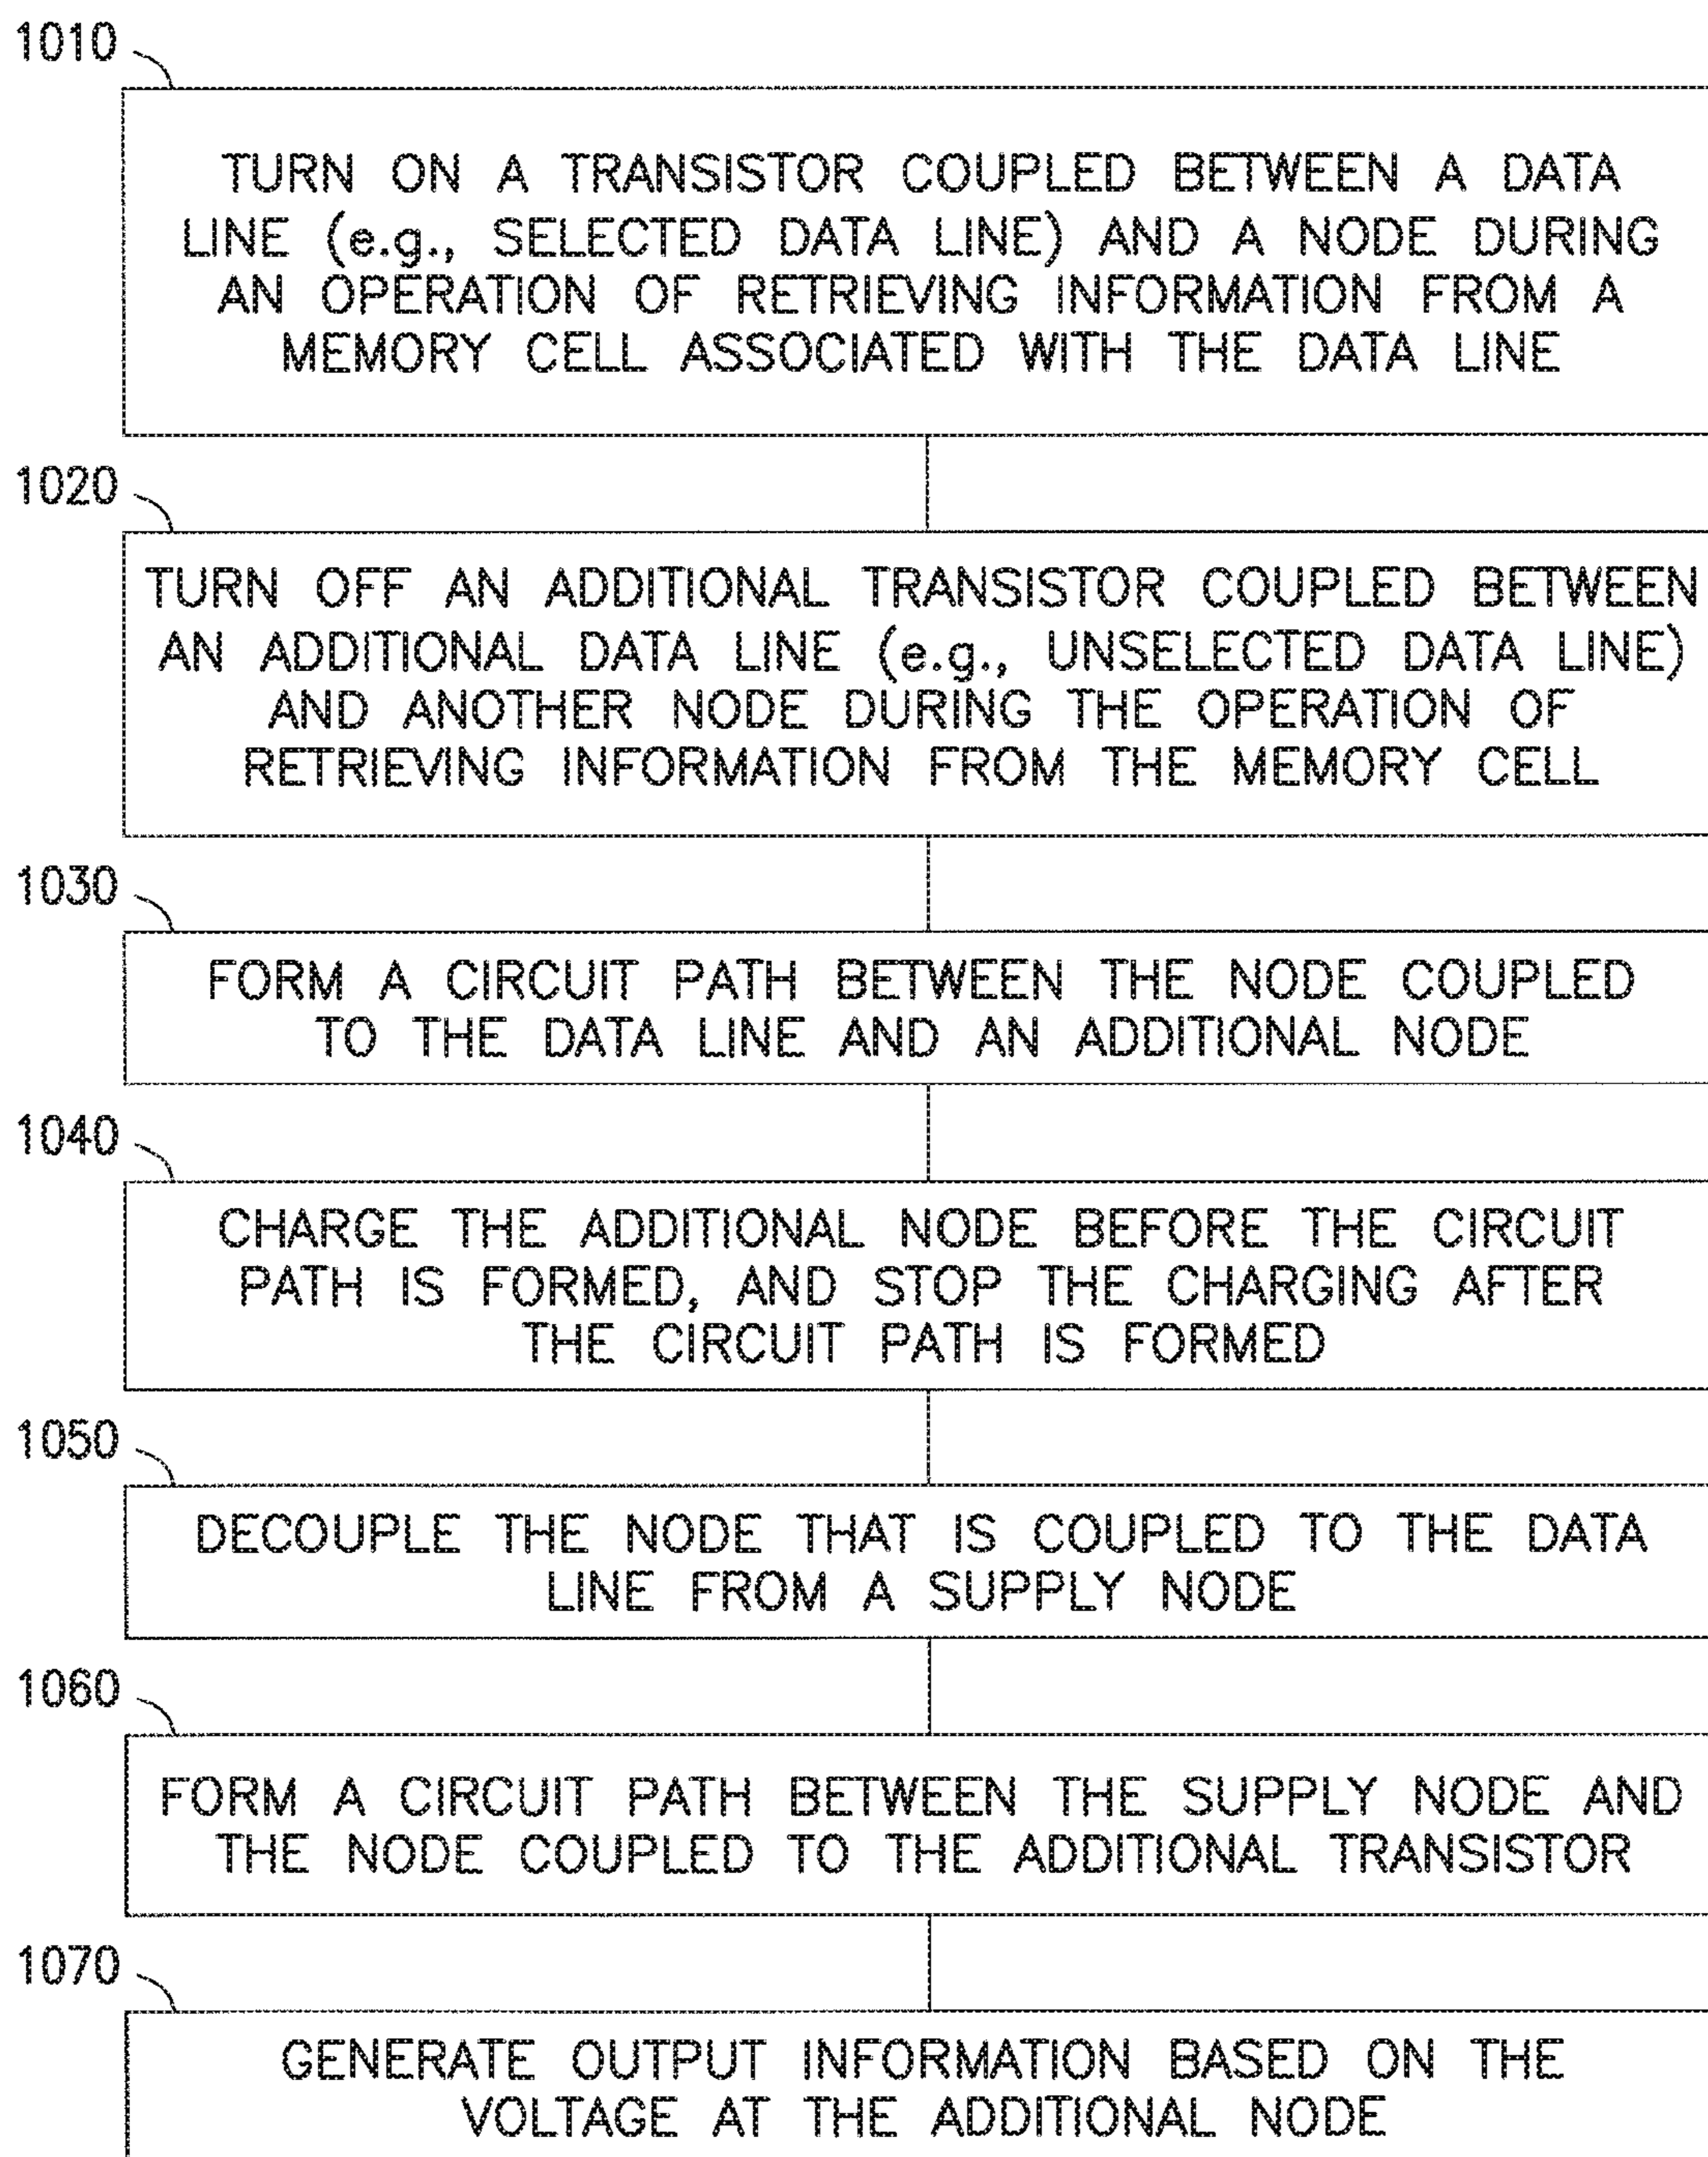 1010
TURN ON A TRANSISTOR COUPLED BETWEEN A DATA
LINE (e.g., SELECTED DATA LINE) AND A NODE DURING
AN OPERATION OF RETRIEVING INFORMATION FROM A
MEMORY CELL ASSOCIATED WITH THE DATA LINE
1020
TURN OFF AN ADDITIONAL TRANSISTOR COUPLED BETWEEN
AN ADDITIONAL DATA LINE (e.g., UNSELECTED DATA LINE)
AND ANOTHER NODE DURING THE OPERATION OF
RETRIEVING INFORMATION FROM THE MEMORY CELL
1030
FORM A CIRCUIT PATH BETWEEN THE NODE COUPLED
TO THE DATA LINE AND AN ADDITIONAL NODE
1040
CHARGE THE ADDITIONAL NODE BEFORE THE CIRCUIT
PATH IS FORMED, AND STOP THE CHARGING AFTER
THE CIRCUIT PATH IS FORMED
1050
DECOUPLE THE NODE THAT IS COUPLED TO THE DATA
LINE FROM A SUPPLY NODE
1060
FORM A CIRCUIT PATH BETWEEN THE SUPPLY NODE AND
THE NODE COUPLED TO THE ADDITIONAL TRANSISTOR
1070
GENERATE OUTPUT INFORMATION BASED ON THE
VOLTAGE AT THE ADDITIONAL NODE